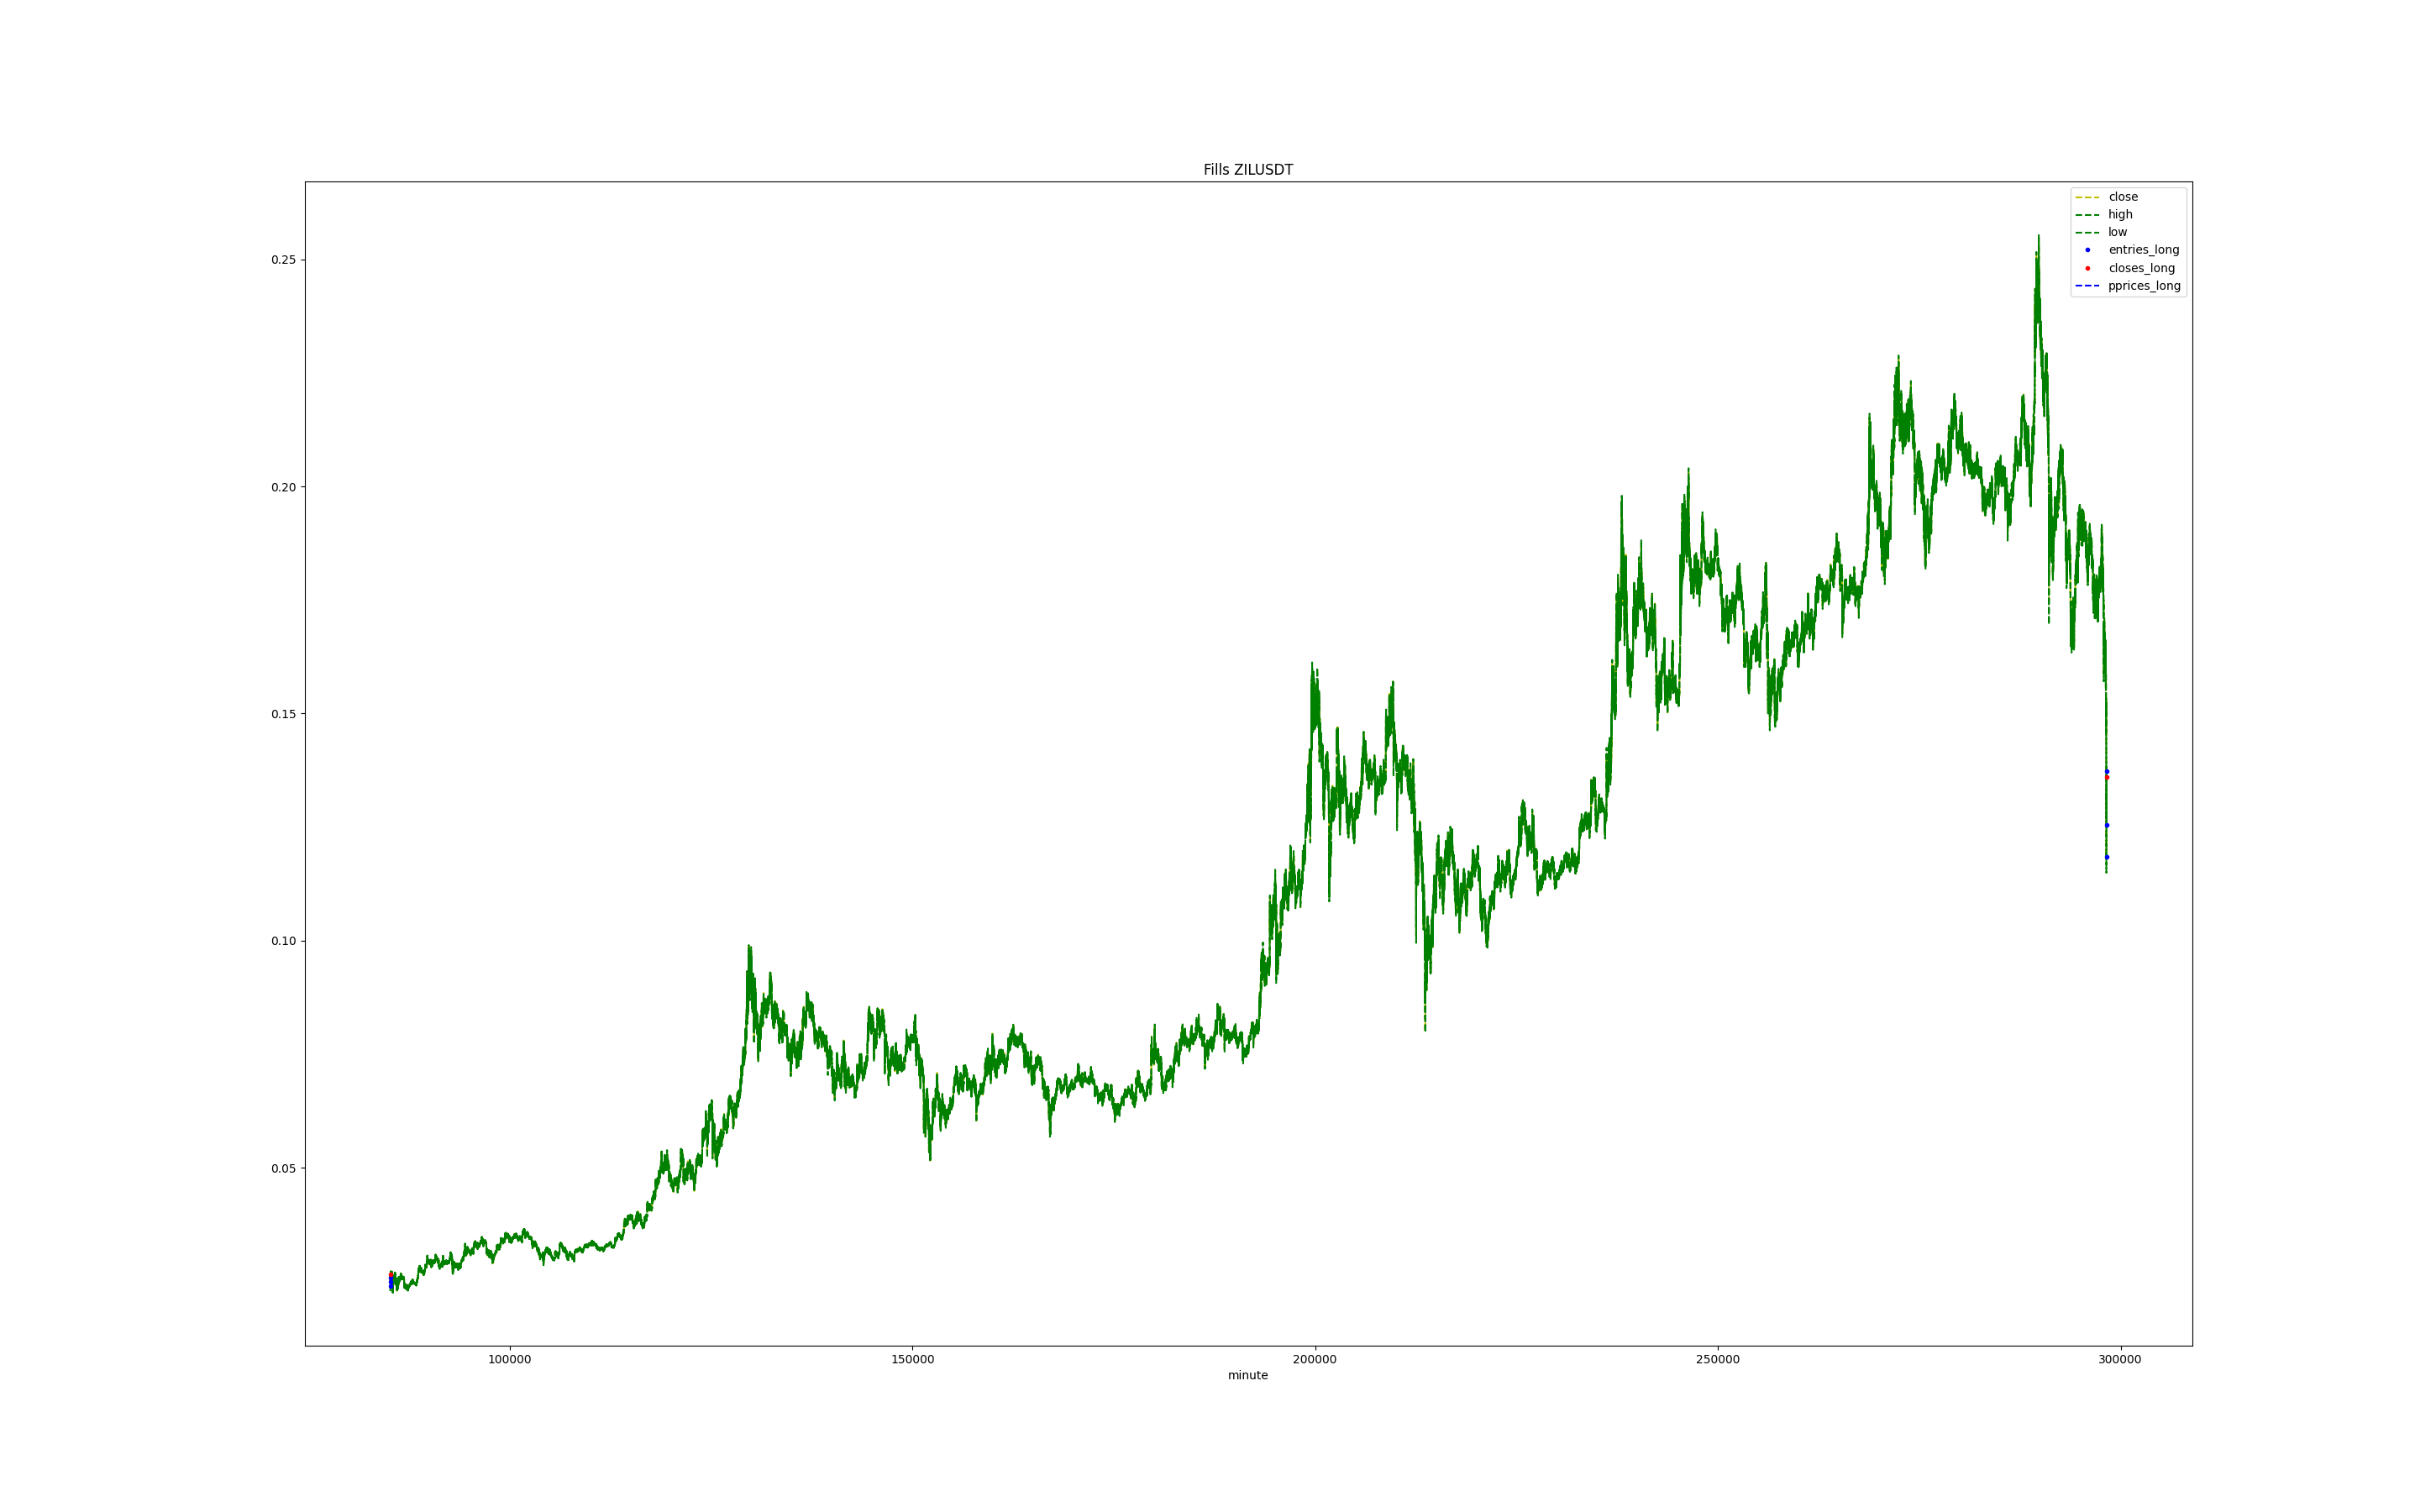 Fills ZILUSDT
close
high
low
entries_long
closes_long
pprices_long
0.25
0.20
0.15
0.10
0.05
100000
150000
200000
250000
300000
minute